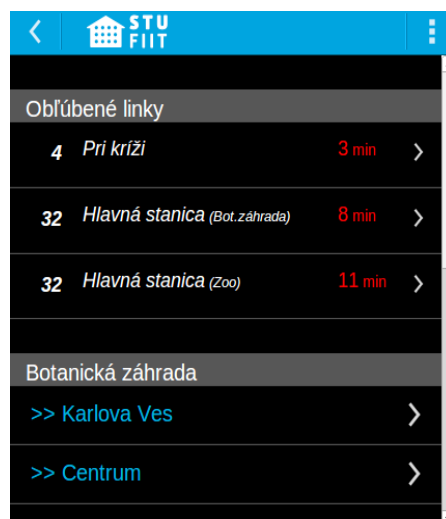 STU
FIIT
Obľúbené linky
4 Pri kríži 3 min
32 Hlavná stanica (Bot.záhrada) 8 min
32 Hlavná stanica (Zoo) 11 min
Botanická záhrada
>> Karlova Ves
>> Centrum